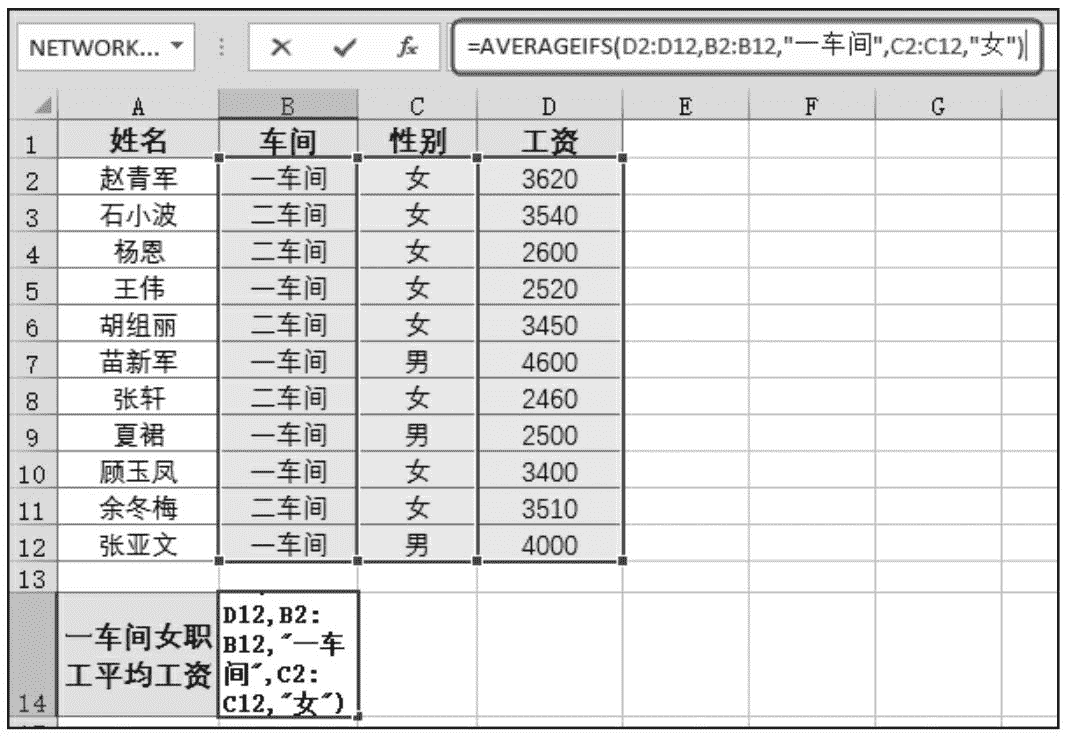 NETWORK... =AVERAGEIFS(D2:D12,B2:B12,"一车间",C2:C12,"女")
A B C D E F G
1 姓名 车间 性别 工资
2 赵青军 一车间 女 3620
3 石小波 二车间 女 3540
4 杨恩 二车间 女 2600
5 王伟 一车间 女 2520
6 胡组丽 二车间 女 3450
7 苗新军 一车间 男 4600
8 张轩 二车间 女 2460
9 夏裙 一车间 男 2500
10 顾玉凤 一车间 女 3400
11 余冬梅 二车间 女 3510
12 张亚文 一车间 男 4000
13
D12,B2:
一车间女职 B12,"一车
工平均工资 间",C2:
14 C12,"女")